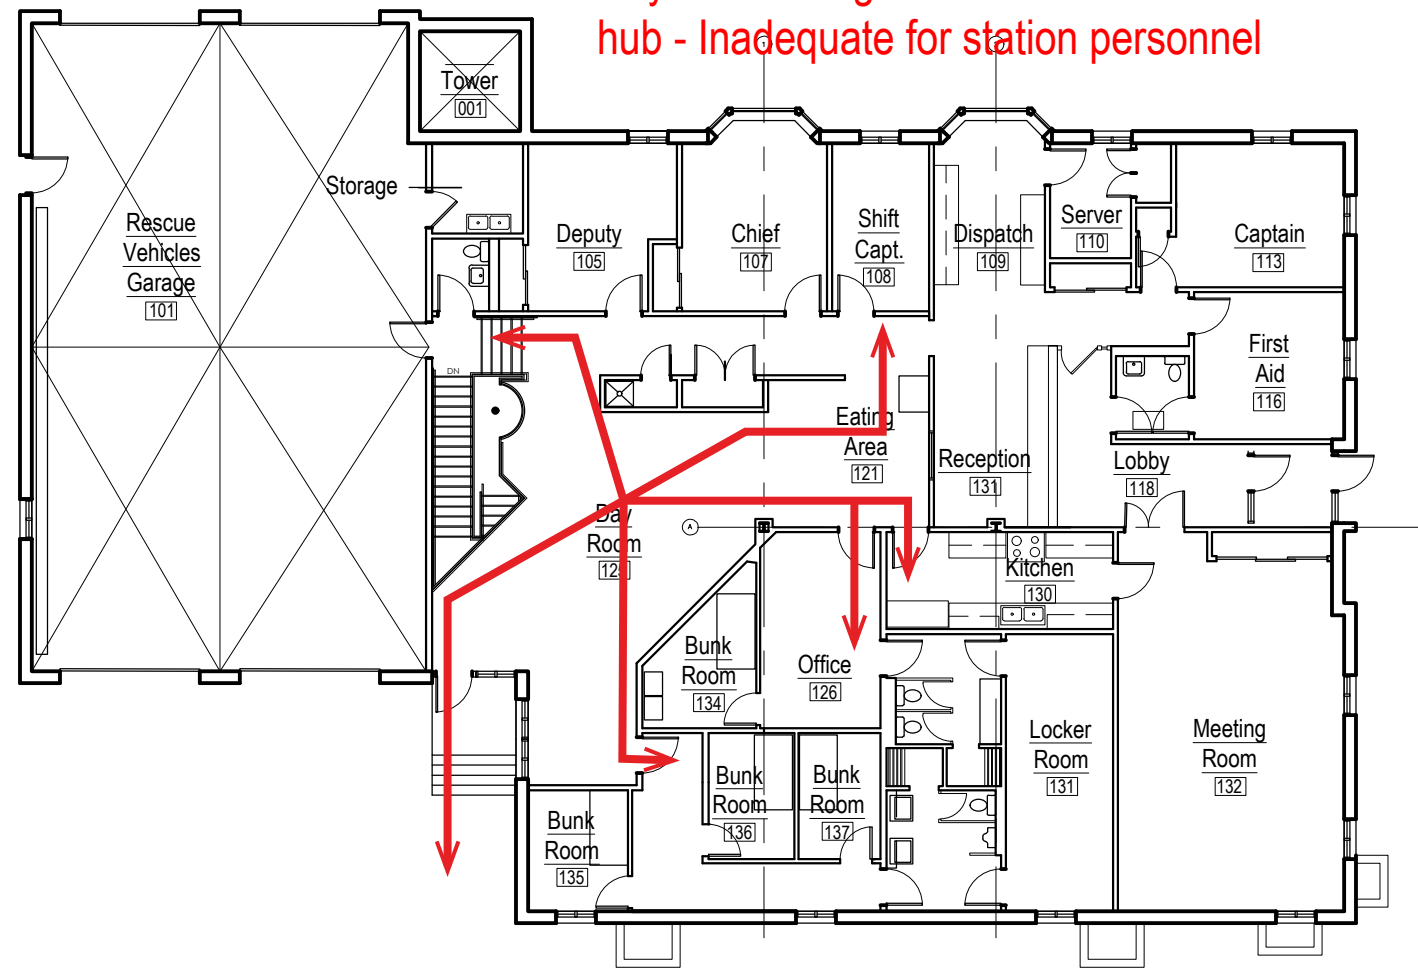 hub - Inadequate for station personnel
Tower
001
Storage
Rescue
Vehicles
Garage
101
Deputy
105
Chief
107
Shift
Capt.
108
Dispatch
109
Server
110
Captain
113
First
Aid
116
DN
Eating
Area
121
Reception
131
Lobby
118
A
Day
Room
Kitchen
130
Bunk
Room
134
Office
126
Locker
Room
131
Meeting
Room
132
Bunk
Room
136
Bunk
Room
137
Bunk
Room
135